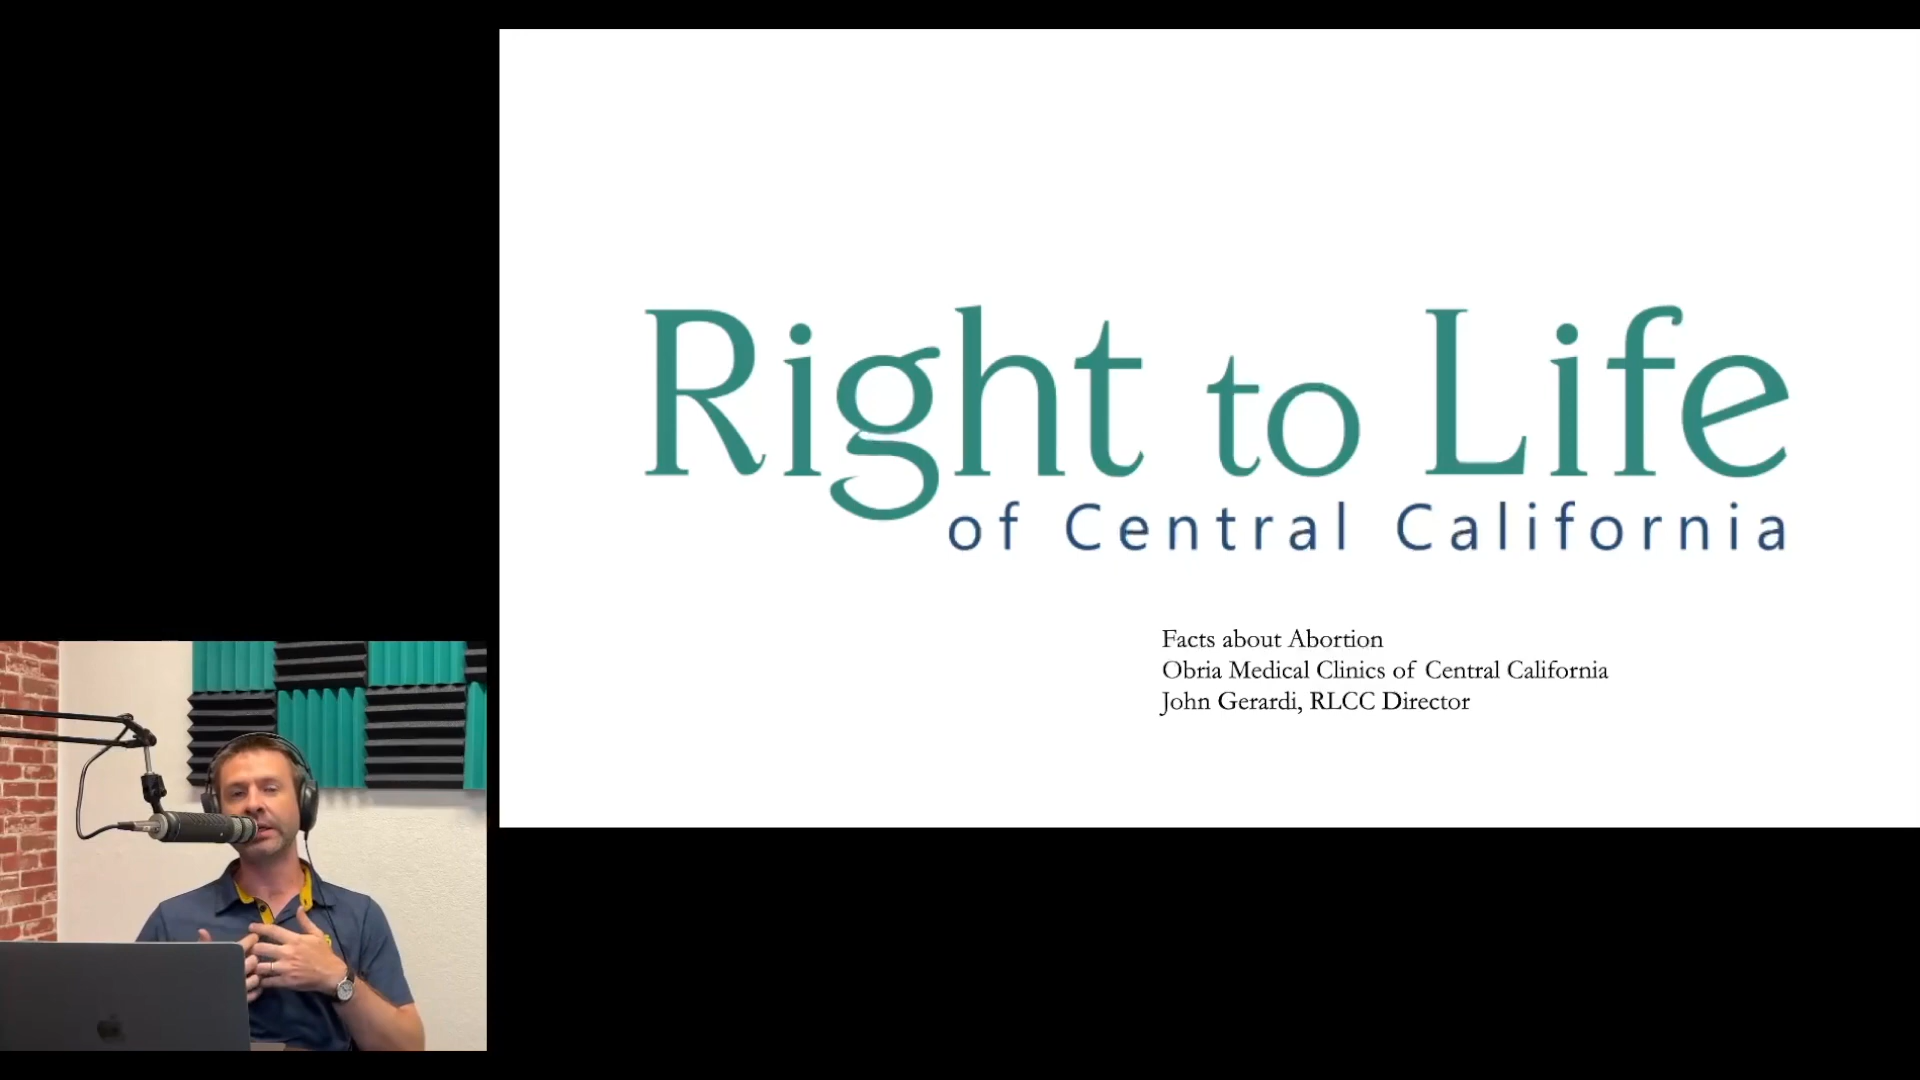 Right to Life
of Central California
Facts about Abortion
Obria Medical Clinics of Central California
John Gerardi, RLCC Director